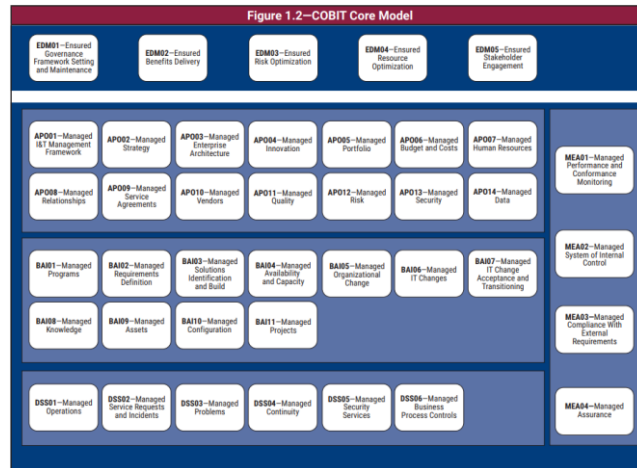 Figure 1.2—COBIT Core Model
EDM01—Ensured
Governance
Framework Setting
and Maintenance
EDM02—Ensured
Benefits Delivery
EDM03—Ensured
Risk Optimization
EDM04—Ensured
Resource
Optimization
EDM05—Ensured
Stakeholder
Engagement
APO01—Managed
I&T Management
Framework
APO02—Managed
Strategy
APO03—Managed
Enterprise
Architecture
APO04—Managed
Innovation
APO05—Managed
Portfolio
APO06—Managed
Budget and Costs
APO07—Managed
Human Resources
APO08—Managed
Relationships
APO09—Managed
Service
Agreements
APO10—Managed
Vendors
APO11—Managed
Quality
APO12—Managed
Risk
APO13—Managed
Security
APO14—Managed
Data
BAI01—Managed
Programs
BAI02—Managed
Requirements
Definition
BAI03—Managed
Solutions
Identification
and Build
BAI04—Managed
Availability
and Capacity
BAI05—Managed
Organizational
Change
BAI06—Managed
IT Changes
BAI07—Managed
IT Change
Acceptance and
Transitioning
BAI08—Managed
Knowledge
BAI09—Managed
Assets
BAI10—Managed
Configuration
BAI11—Managed
Projects
DSS01—Managed
Operations
DSS02—Managed
Service Requests
and Incidents
DSS03—Managed
Problems
DSS04—Managed
Continuity
DSS05—Managed
Security
Services
DSS06—Managed
Business
Process Controls
MEA01—Managed
Performance and
Conformance
Monitoring
MEA02—Managed
System of Internal
Control
MEA03—Managed
Compliance With
External
Requirements
MEA04—Managed
Assurance